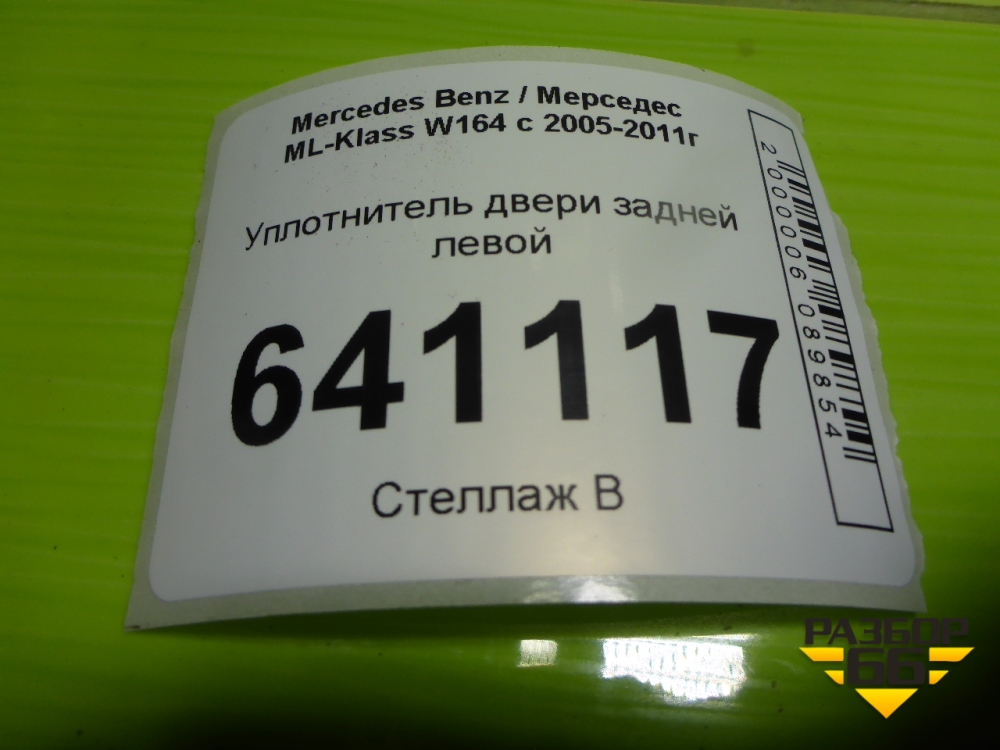 Mercedes Benz / Мерседес
ML-Klass W164 с 2005-2011г
Уплотнитель двери задней
левой
641117
Стеллаж В
2000006089854
РАЗБОР
66